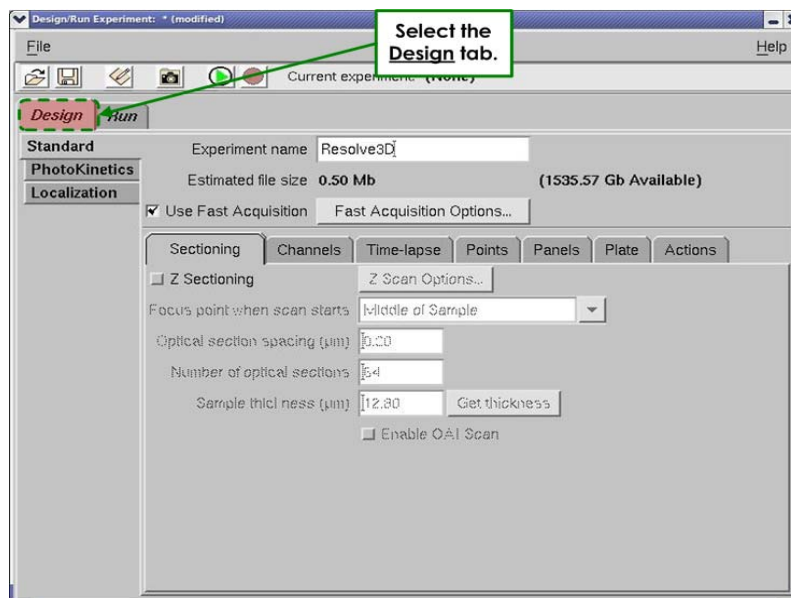 Design/Run Experiment: * (modified)
Select the
Design tab.
File
Help
Current experiment: (None)
Design
Run
Standard
PhotoKinetics
Localization
Experiment name Resolve3D
Estimated file size 0.50 Mb (1535.57 Gb Available)
Use Fast Acquisition Fast Acquisition Options...
Sectioning Channels Time-lapse Points Panels Plate Actions
Z Sectioning Z Scan Options...
Focus point when scan starts Middle of Sample
Optical section spacing (µm) 0.20
Number of optical sections 64
Sample thickness (µm) 12.80 Get thickness
Enable OAI Scan